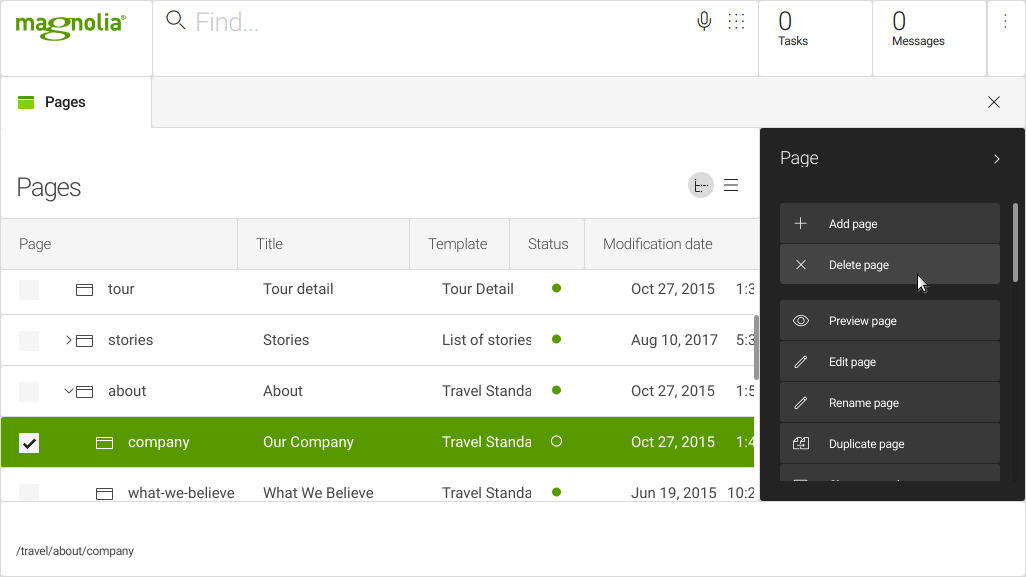 magnolia®
Find...
0
Tasks
0
Messages
Pages
Pages
Page Title Template Status Modification date
tour Tour detail Tour Detail Oct 27, 2015 1:3
stories Stories List of stories Aug 10, 2017 5:3
about About Travel Standa Oct 27, 2015 1:5
company Our Company Travel Standa Oct 27, 2015 1:4
what-we-believe What We Believe Travel Standa Jun 19, 2015 10:2
Page
Add page
Delete page
Preview page
Edit page
Rename page
Duplicate page
/travel/about/company